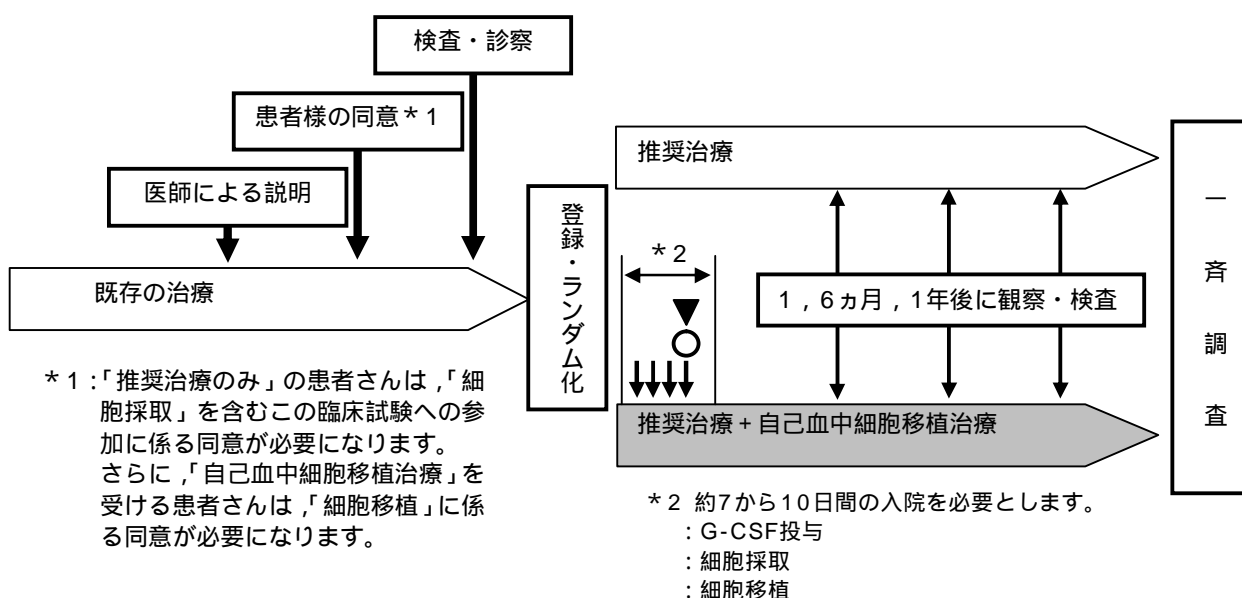 検査・診察
患者様の同意*1
医師による説明
既存の治療
登録・ランダム化
推奨治療
*2
1,6ヵ月,1年後に観察・検査
推奨治療+自己血中細胞移植治療
一斉調査
*1:「推奨治療のみ」の患者さんは,「細
胞採取」を含むこの臨床試験への参
加に係る同意が必要になります。
さらに,「自己血中細胞移植治療」を
受ける患者さんは,「細胞移植」に係
る同意が必要になります。
*2 約7から10日間の入院を必要とします。
:G-CSF投与
:細胞採取
:細胞移植